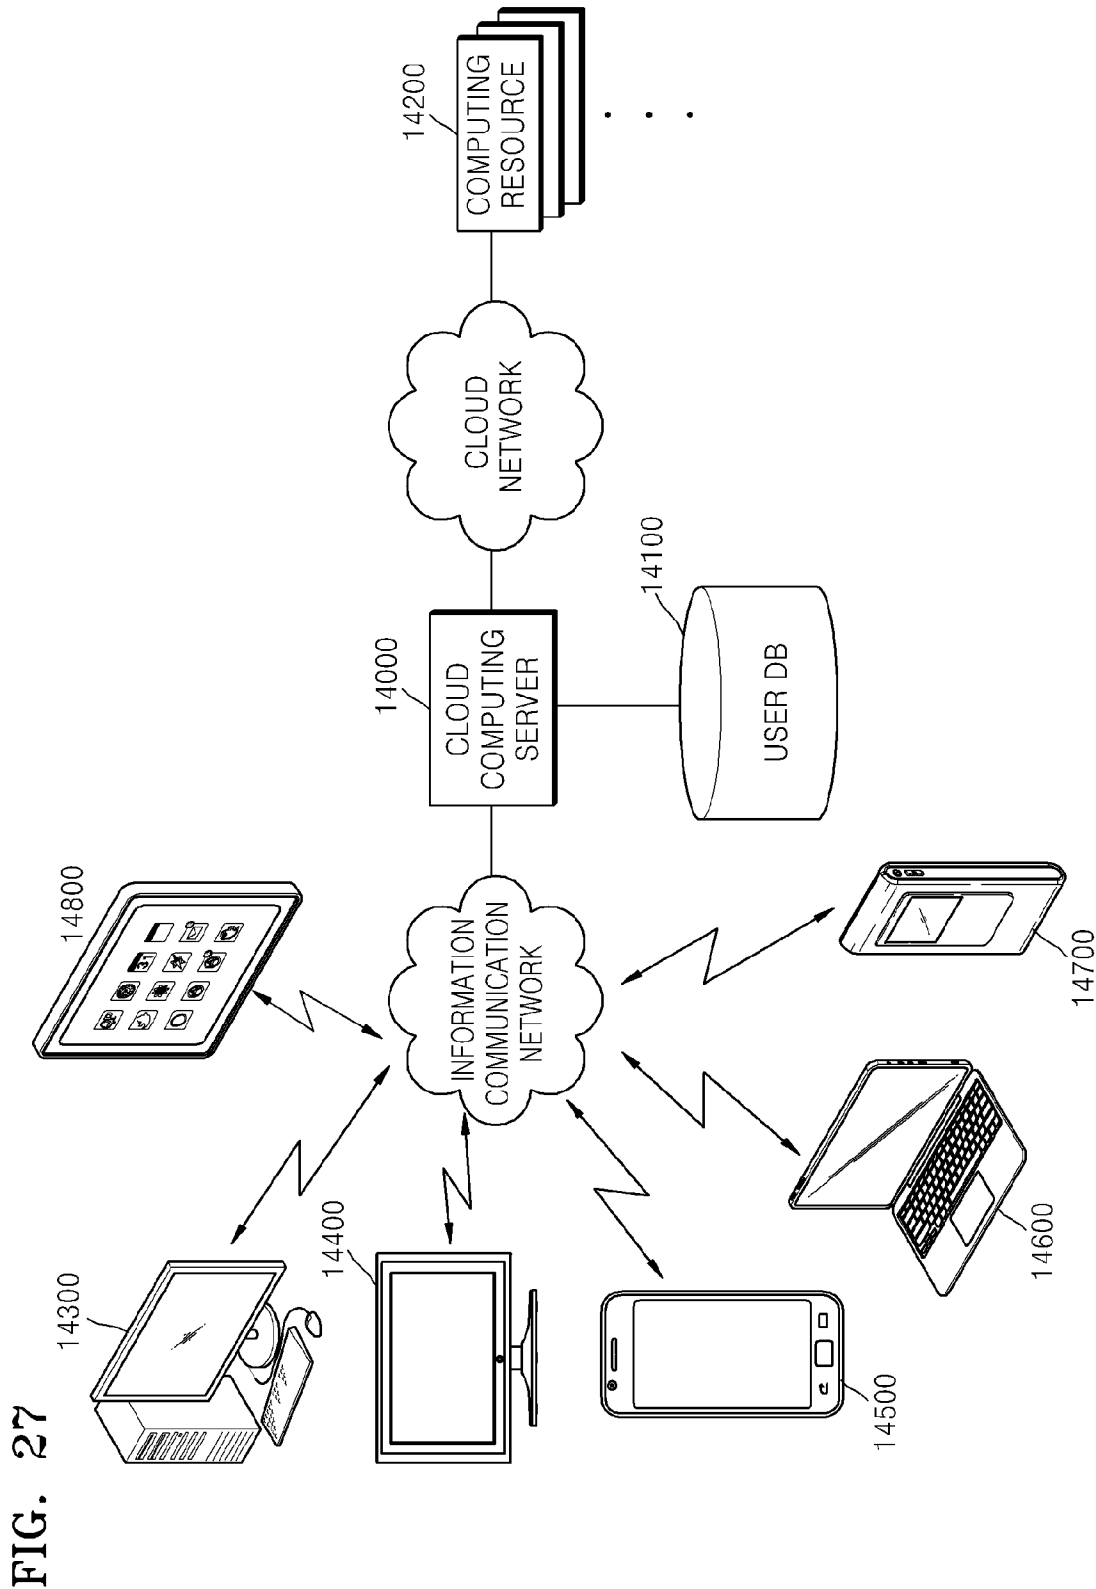 FIG. 27
14300
14800
14400
14500
14600
14700
INFORMATION
COMMUNICATION
NETWORK
14000
CLOUD
COMPUTING
SERVER
14100
USER DB
CLOUD
NETWORK
14200
COMPUTING
RESOURCE
31